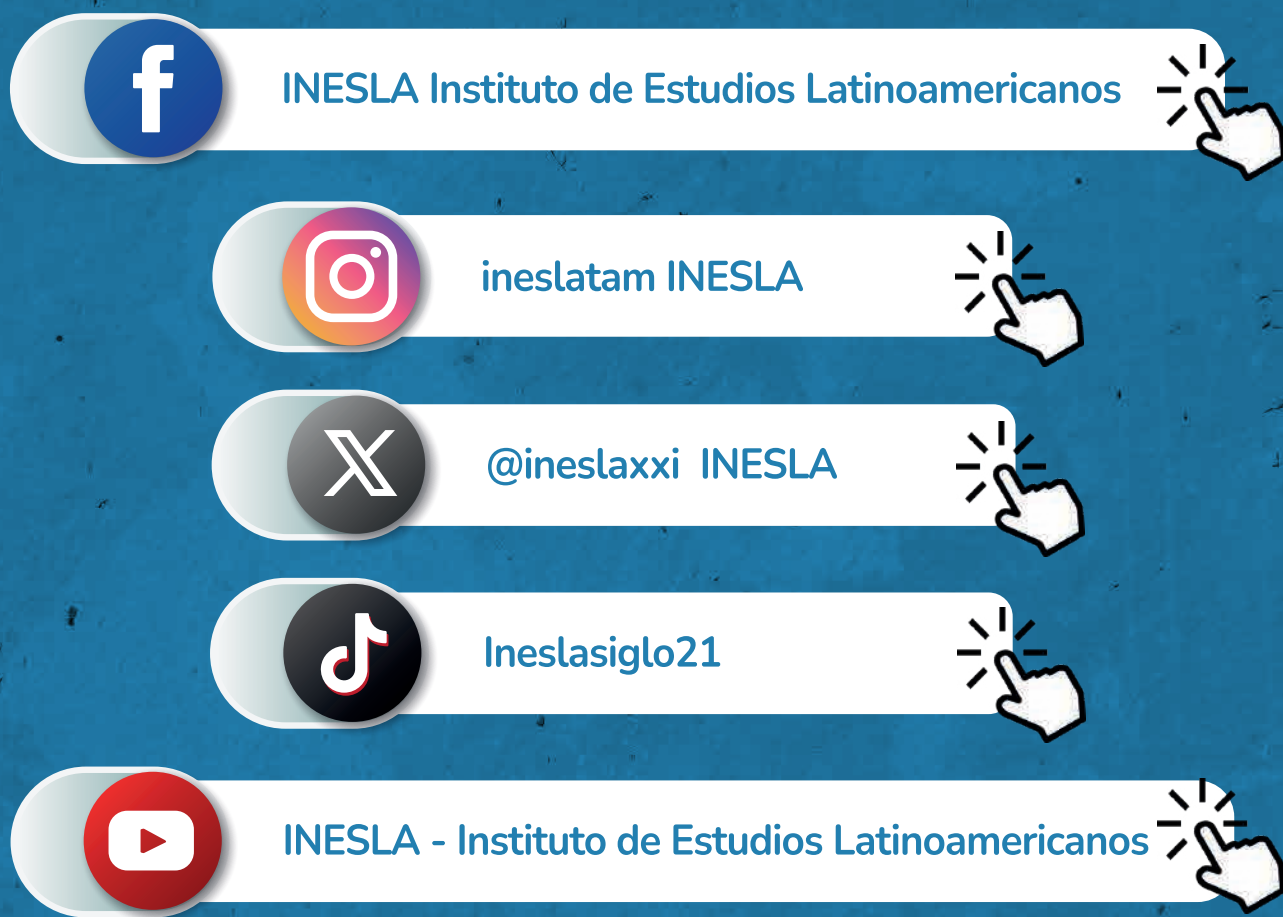 INESLA Instituto de Estudios Latinoamericanos
ineslatam INESLA
@ineslaxxi INESLA
Ineslasiglo21
INESLA - Instituto de Estudios Latinoamericanos